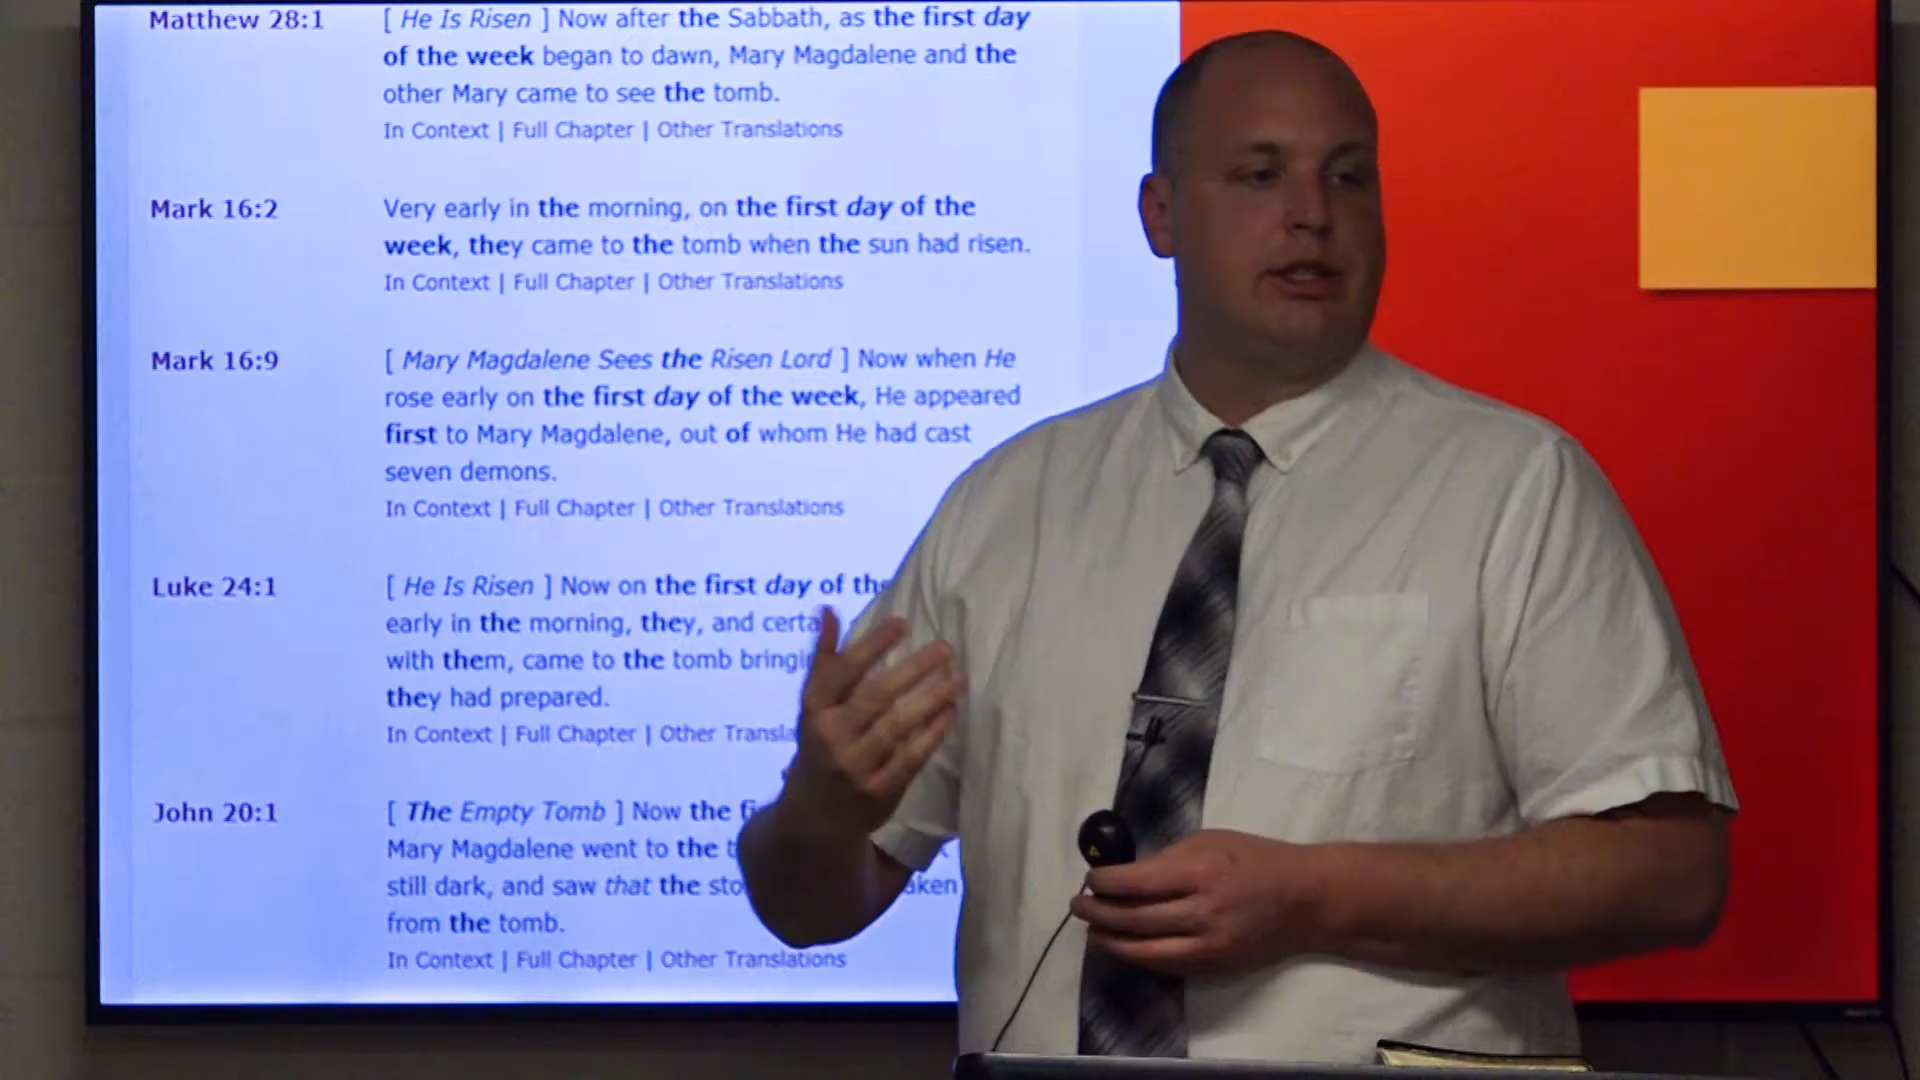 Matthew 28:1
[ He Is Risen ] Now after the Sabbath, as the first day
of the week began to dawn, Mary Magdalene and the
other Mary came to see the tomb.
In Context | Full Chapter | Other Translations
Mark 16:2
Very early in the morning, on the first day of the
week, they came to the tomb when the sun had risen.
In Context | Full Chapter | Other Translations
Mark 16:9
[ Mary Magdalene Sees the Risen Lord ] Now when He
rose early on the first day of the week, He appeared
first to Mary Magdalene, out of whom He had cast
seven demons.
In Context | Full Chapter | Other Translations
Luke 24:1
[ He Is Risen ] Now on the first day of the
early in the morning, they, and
with them, came to the tomb
they had prepared.
In Context | Full Chapter | Other
John 20:1
[ The Empty Tomb ] Now the
Mary Magdalene went to the
still dark, and saw that the
from the tomb.
In Context | Full Chapter | Other Translations